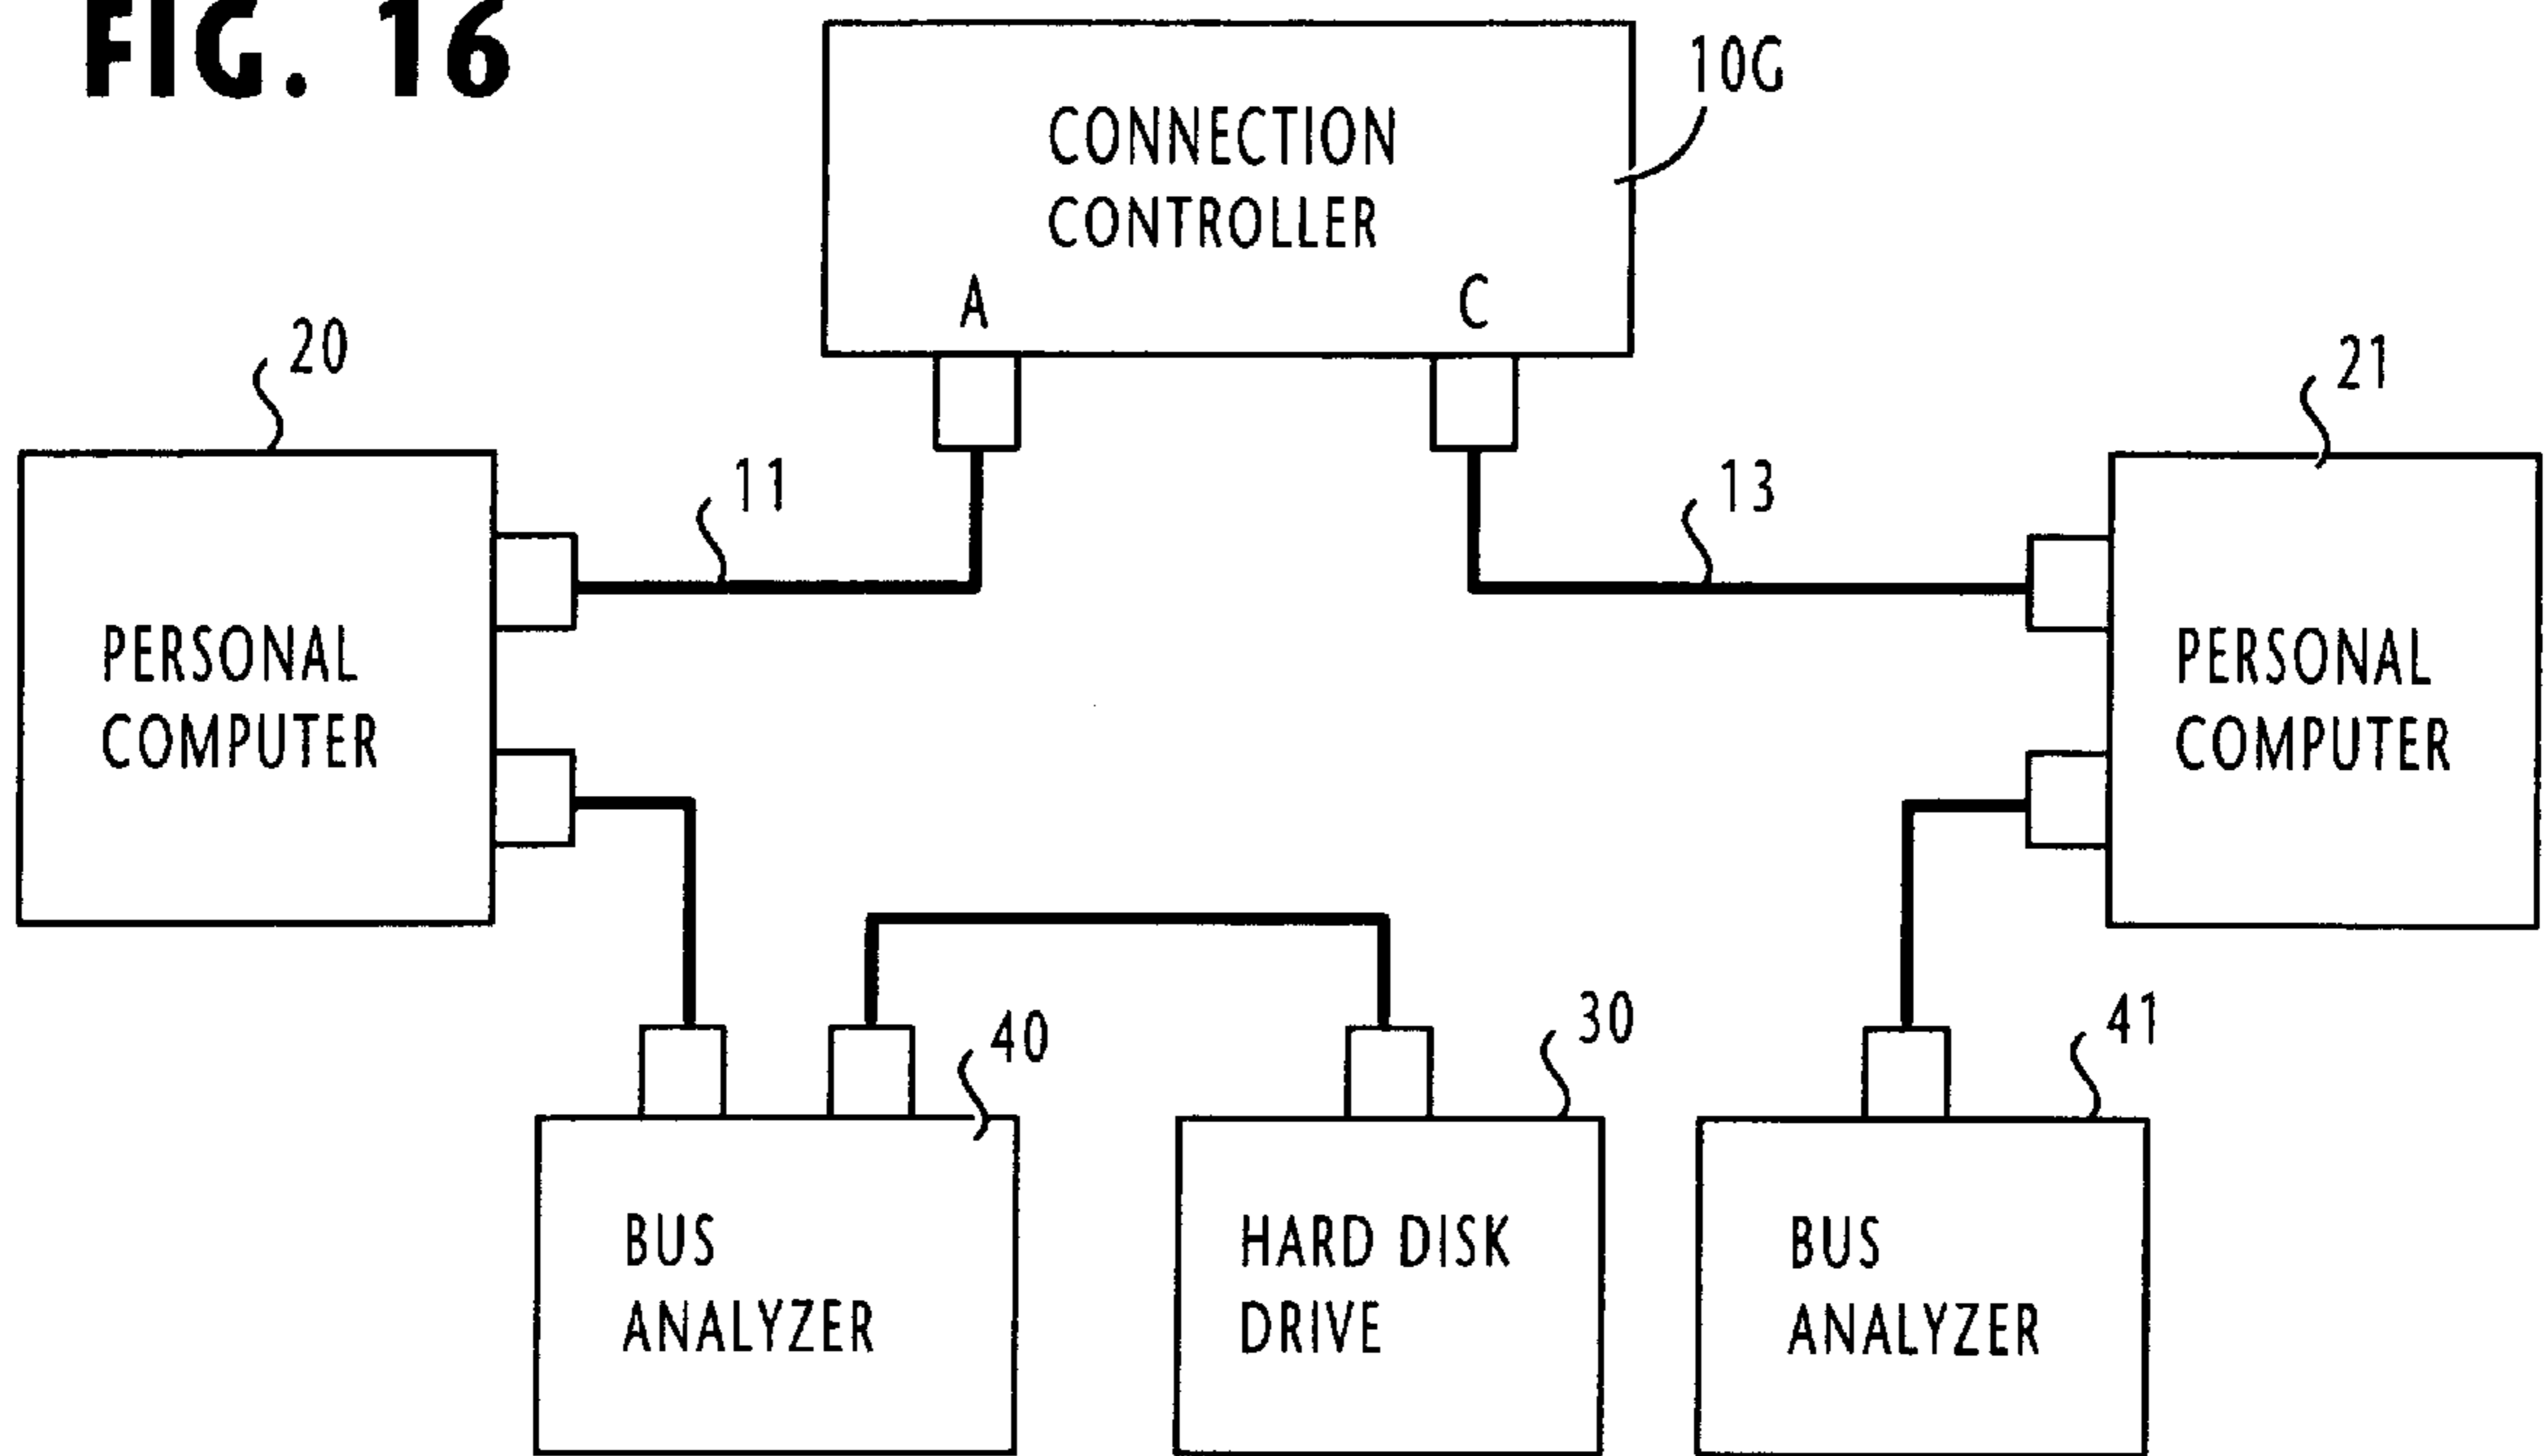 FIG. 16
CONNECTION
CONTROLLER
A
C
10G
20
21
11
13
PERSONAL
COMPUTER
PERSONAL
COMPUTER
40
30
41
BUS
ANALYZER
HARD DISK
DRIVE
BUS
ANALYZER